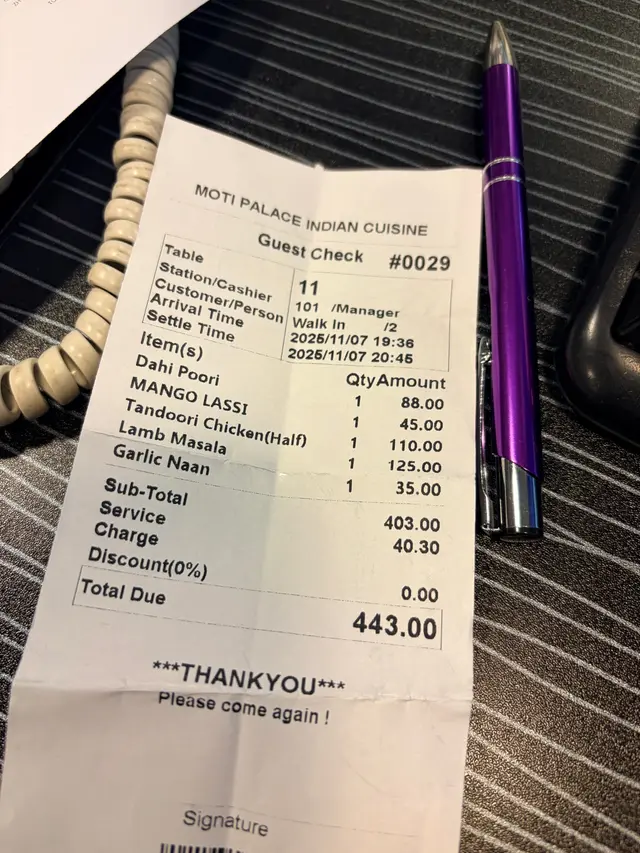 MOTI PALACE INDIAN CUISINE
Guest Check #0029
Table 11
Station/Cashier 101 /Manager
Customer/Person Walk In /2
Arrival Time 2025/11/07 19:36
Settle Time 2025/11/07 20:45
Item(s) Qty Amount
Dahi Poori 1 88.00
MANGO LASSI 1 45.00
Tandoori Chicken(Half) 1 110.00
Lamb Masala 1 125.00
Garlic Naan 1 35.00
Sub-Total 403.00
Service 40.30
Charge
Discount(0%) 0.00
Total Due 443.00
***THANKYOU***
Please come again !
Signature